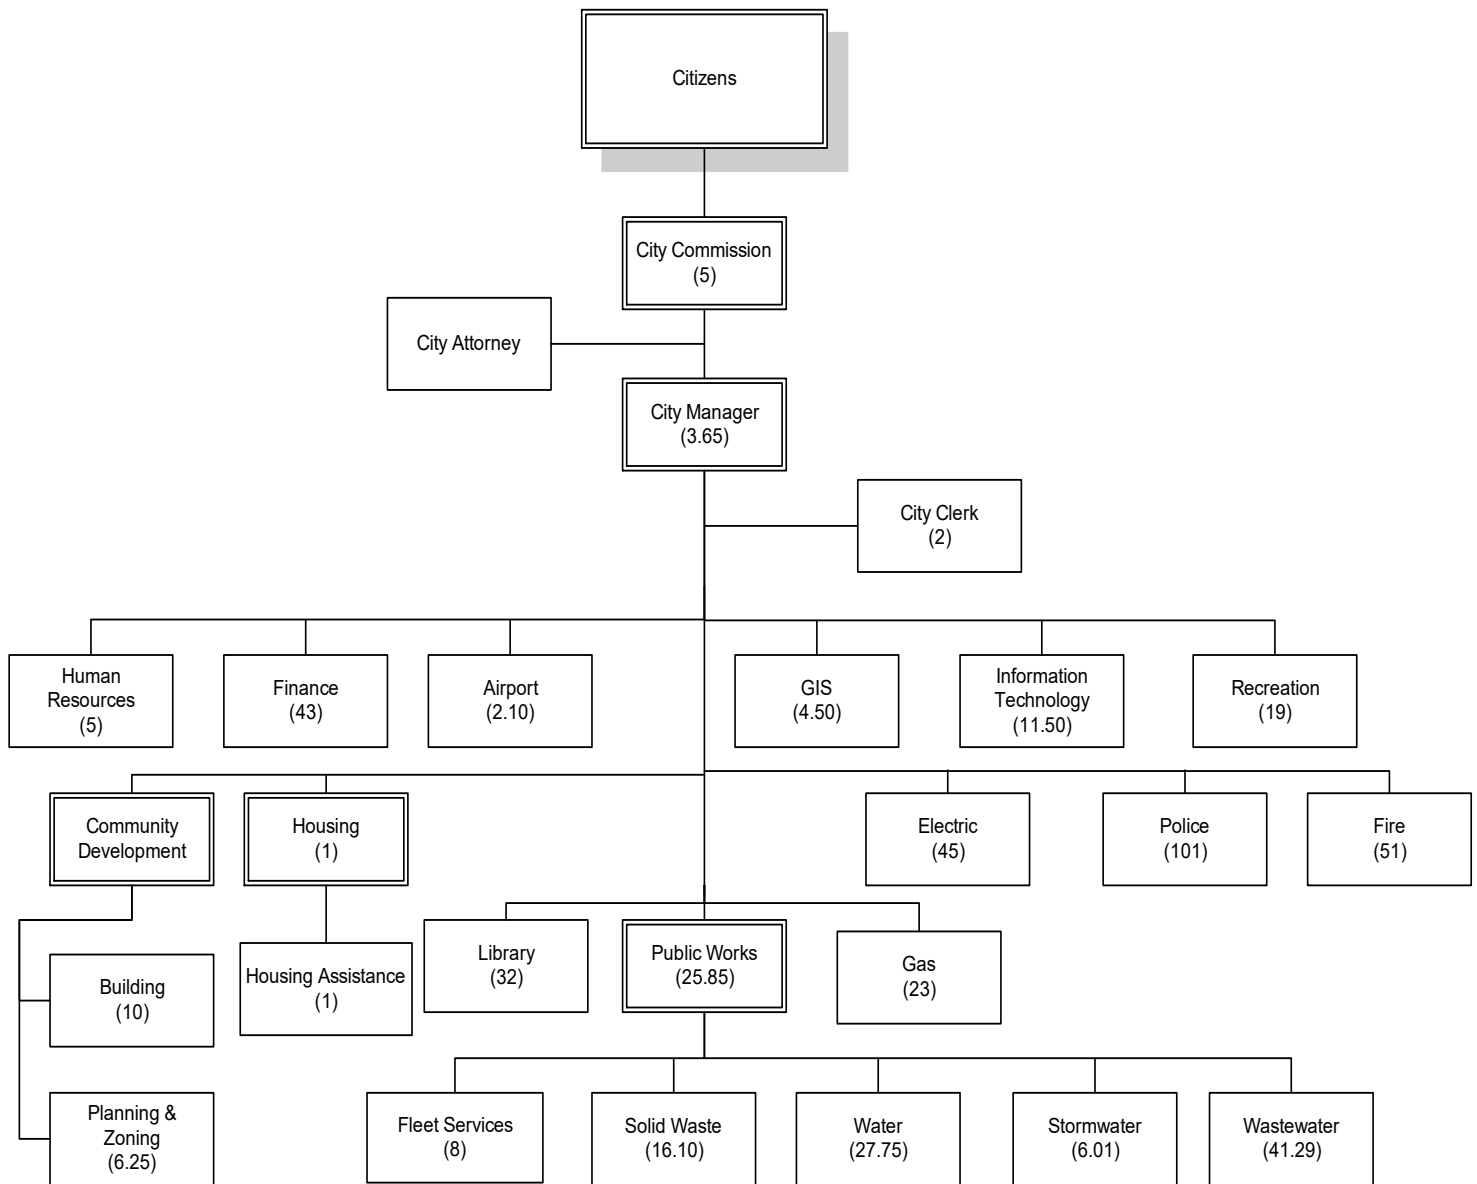 Citizens
City Commission
(5)
City Attorney
City Manager
(3.65)
City Clerk
(2)
Human
Resources
(5)
Finance
(43)
Airport
(2.10)
GIS
(4.50)
Information
Technology
(11.50)
Recreation
(19)
Community
Development
Housing
(1)
Electric
(45)
Police
(101)
Fire
(51)
Building
(10)
Housing Assistance
(1)
Library
(32)
Public Works
(25.85)
Gas
(23)
Planning &
Zoning
(6.25)
Fleet Services
(8)
Solid Waste
(16.10)
Water
(27.75)
Stormwater
(6.01)
Wastewater
(41.29)